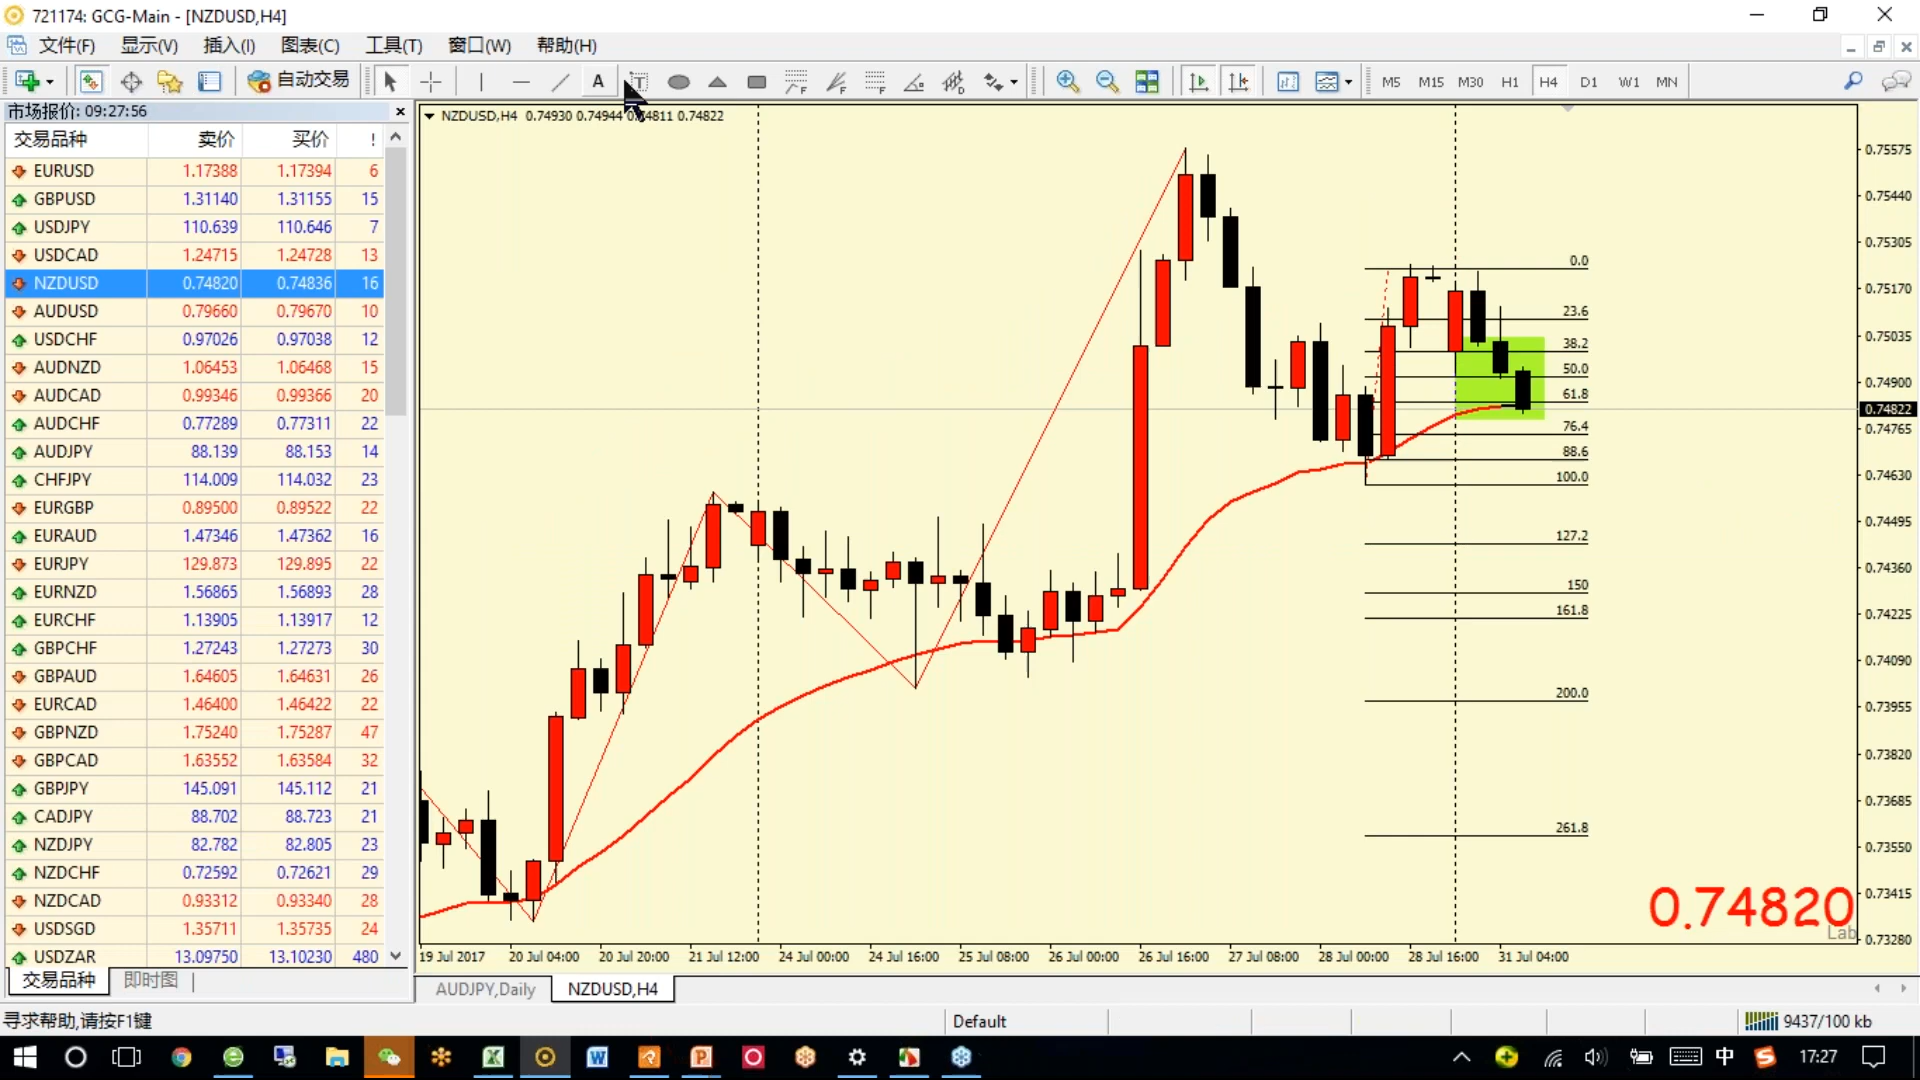 721174: GCG-Main - [NZDUSD,H4]
文件(F) 显示(V) 插入(I) 图表(C) 工具(T) 窗口(W) 帮助(H)
自动交易 A T M5 M15 M30 H1 H4 D1 W1 MN
市场报价: 09:27:56
交易品种 卖价 买价 !
EURUSD 1.17388 1.17394 6
GBPUSD 1.31140 1.31155 15
USDJPY 110.639 110.646 7
USDCAD 1.24715 1.24728 13
NZDUSD 0.74820 0.74836 16
AUDUSD 0.79660 0.79670 10
USDCHF 0.97026 0.97038 12
AUDNZD 1.06453 1.06468 15
AUDCAD 0.99346 0.99366 20
AUDCHF 0.77289 0.77311 22
AUDJPY 88.139 88.153 14
CHFJPY 114.009 114.032 23
EURGBP 0.89500 0.89522 22
EURAUD 1.47346 1.47362 16
EURJPY 129.873 129.895 22
EURNZD 1.56865 1.56893 28
EURCHF 1.13905 1.13917 12
GBPCHF 1.27243 1.27273 30
GBPAUD 1.64605 1.64631 26
EURCAD 1.46400 1.46422 22
GBPNZD 1.75240 1.75287 47
GBPCAD 1.63552 1.63584 32
GBPJPY 145.091 145.112 21
CADJPY 88.702 88.723 21
NZDJPY 82.782 82.805 23
NZDCHF 0.72592 0.72621 29
NZDCAD 0.93312 0.93340 28
USDSGD 1.35711 1.35735 24
USDZAR 13.09750 13.10230 480
交易品种 即时图
NZDUSD,H4 0.74930 0.74944 0.74811 0.74822
0.0
23.6
38.2
50.0
61.8
76.4
88.6
100.0
127.2
150
161.8
200.0
261.8
0.75575
0.75440
0.75305
0.75170
0.75035
0.74900
0.74822
0.74765
0.74630
0.74495
0.74360
0.74225
0.74090
0.73955
0.73820
0.73685
0.73550
0.73415
0.73280
0.74820
Lab
19 Jul 2017 20 Jul 04:00 20 Jul 20:00 21 Jul 12:00 24 Jul 00:00 24 Jul 16:00 25 Jul 08:00 26 Jul 00:00 26 Jul 16:00 27 Jul 08:00 28 Jul 00:00 28 Jul 16:00 31 Jul 04:00
AUDJPY,Daily NZDUSD,H4
寻求帮助,请按F1键 Default 9437/100 kb
中 17:27